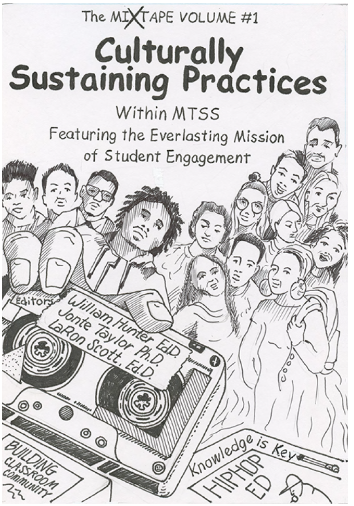 The MIXTAPE VOLUME #1
Culturally
Sustaining Practices
Within MTSS
Featuring the Everlasting Mission
of Student Engagement
Editors
William Hunter Ed.D.
Jonte Taylor Ph.D.
LaRon Scott, Ed.D.
BUILDING
CLASSROOM
COMMUNITY
Knowledge is Key
HIPHOP
ED